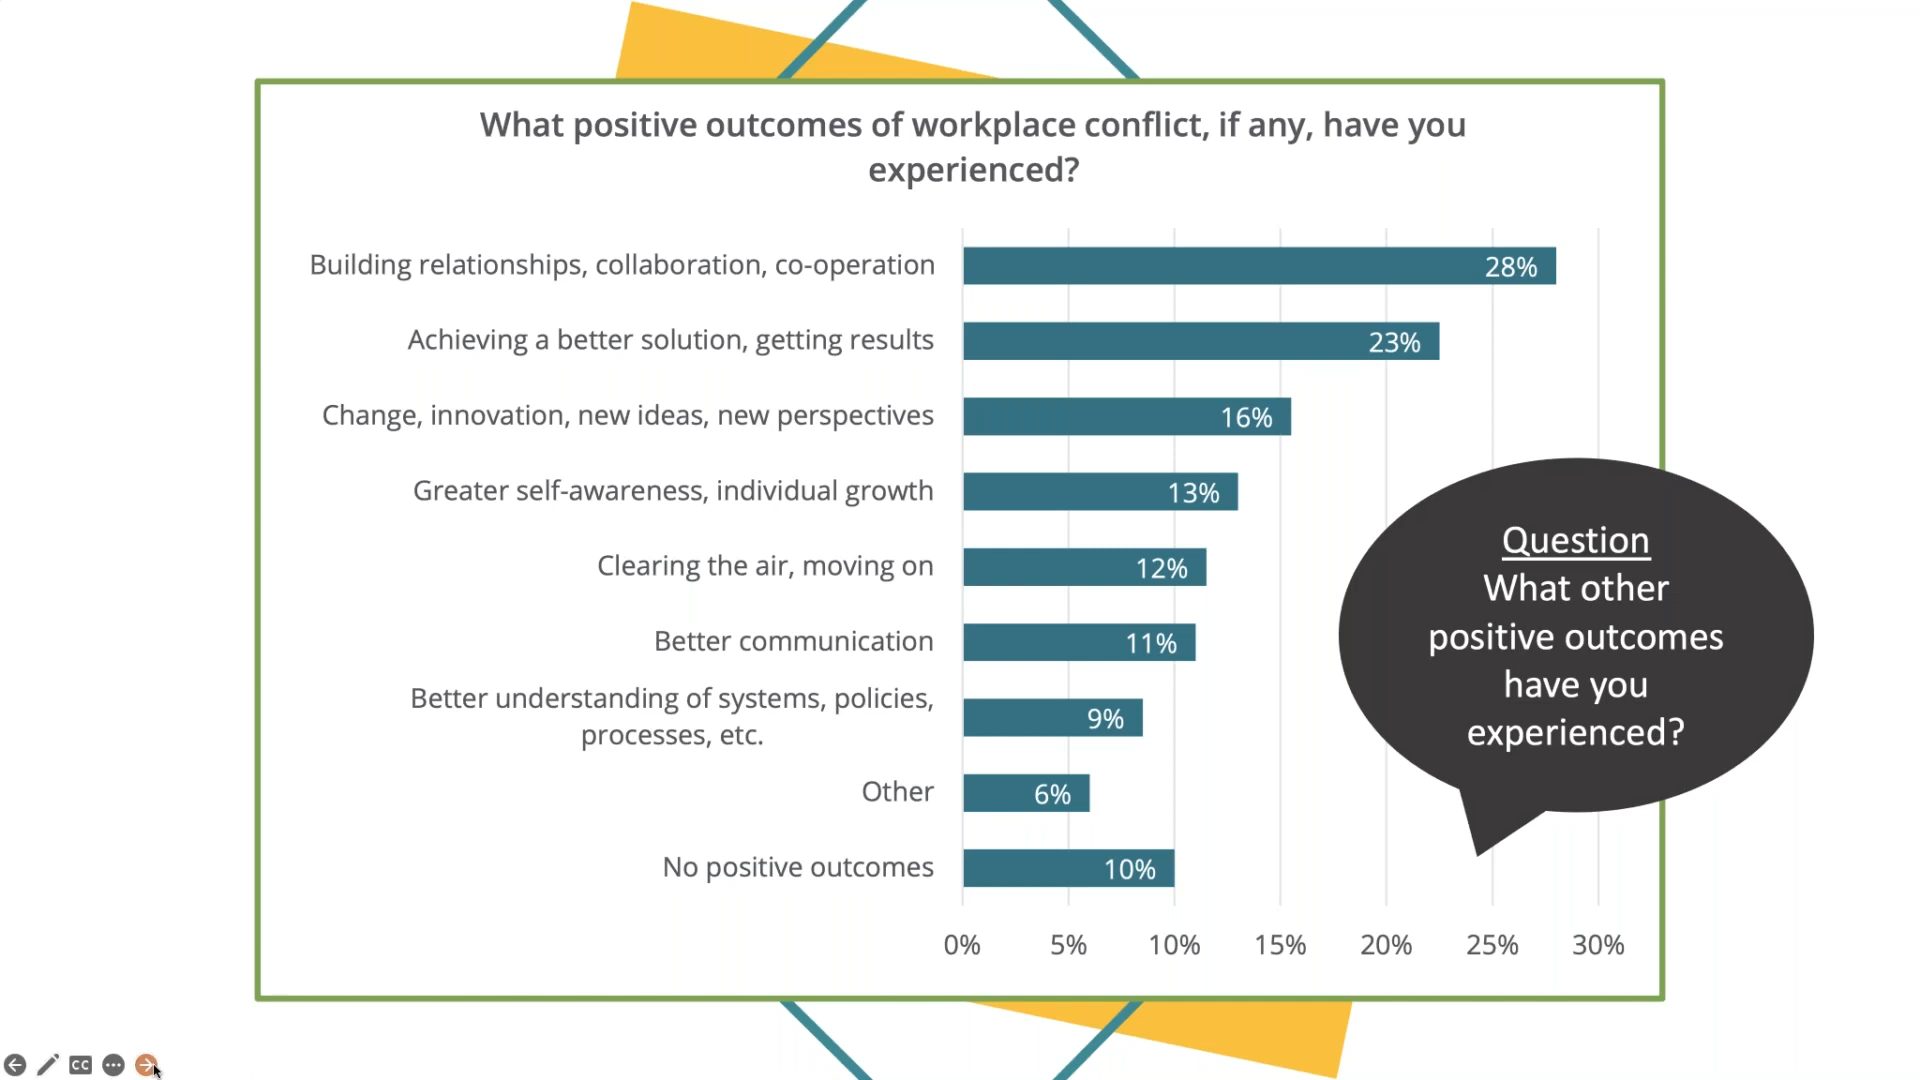 What positive outcomes of workplace conflict, if any, have you
experienced?
Building relationships, collaboration, co-operation
28%
Achieving a better solution, getting results
23%
Change, innovation, new ideas, new perspectives
16%
Greater self-awareness, individual growth
13%
Clearing the air, moving on
12%
Better communication
11%
Better understanding of systems, policies,
processes, etc.
9%
Other
6%
No positive outcomes
10%
0% 5% 10% 15% 20% 25% 30%
Question
What other
positive outcomes
have you
experienced?
CC